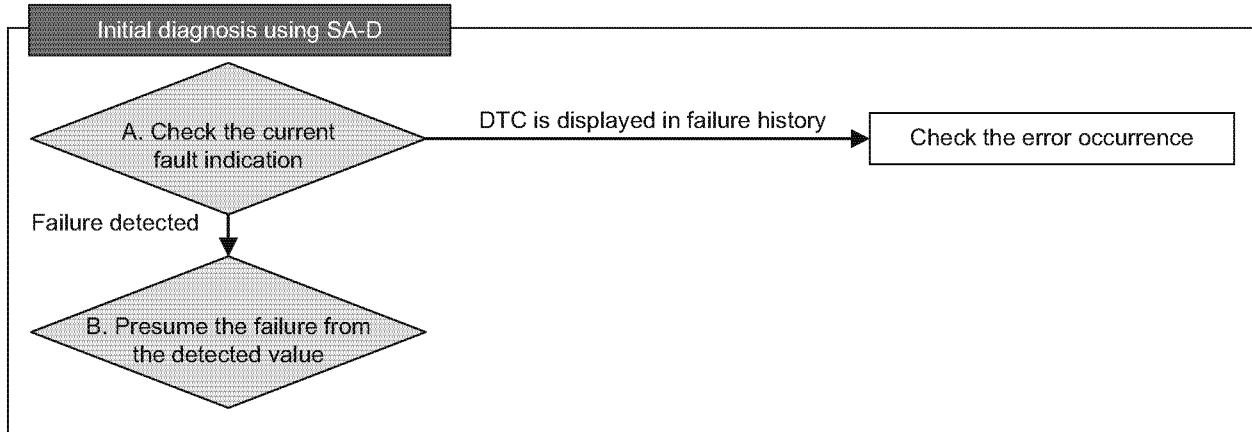 Initial diagnosis using SA-D
A. Check the current
fault indication
DTC is displayed in failure history
Check the error occurrence
Failure detected
B. Presume the failure from
the detected value